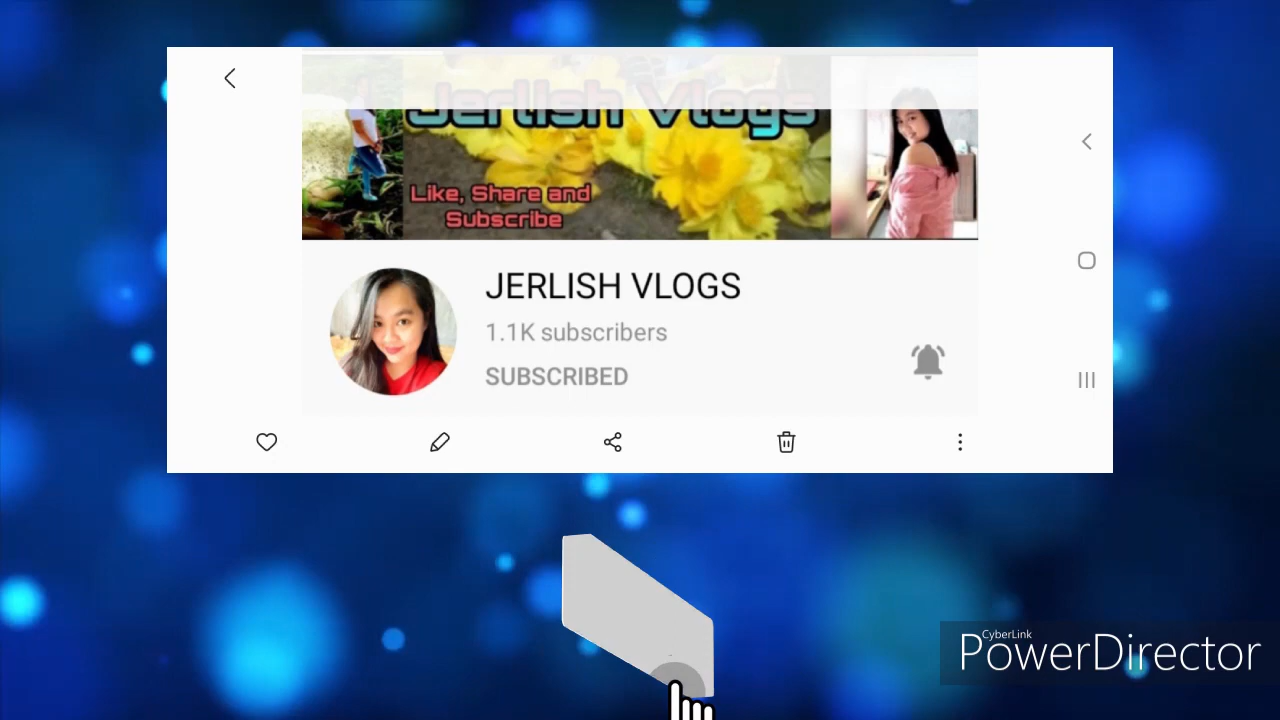 Jerlish Vlogs
Like, Share and
Subscribe
JERLISH VLOGS
1.1K subscribers
SUBSCRIBED
CyberLink
PowerDirector